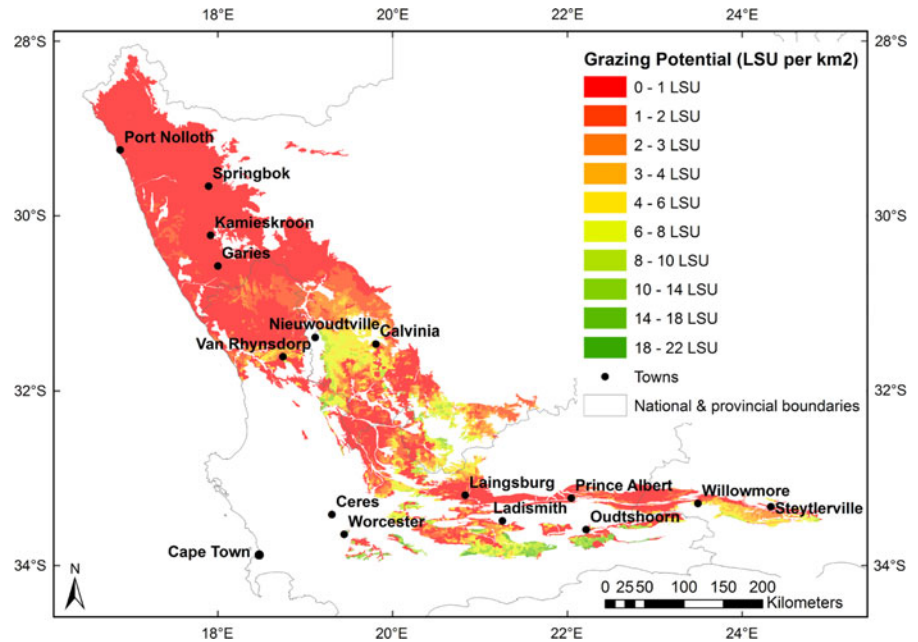 18°E 20°E 22°E 24°E
28°S 28°S
Grazing Potential (LSU per km2)
0 - 1 LSU
1 - 2 LSU
2 - 3 LSU
3 - 4 LSU
4 - 6 LSU
6 - 8 LSU
8 - 10 LSU
10 - 14 LSU
14 - 18 LSU
18 - 22 LSU
Towns
National & provincial boundaries
Port Nolloth
Springbok
30°S 30°S
Kamieskroon
Garies
Nieuwoudtville
Calvinia
Van Rhynsdorp
32°S 32°S
Laingsburg
Prince Albert
Willowmore
Steytlerville
Ceres
Ladismith
Oudtshoorn
Worcester
Cape Town
34°S 34°S
N
0 25 50 100 150 200
Kilometers
18°E 20°E 22°E 24°E